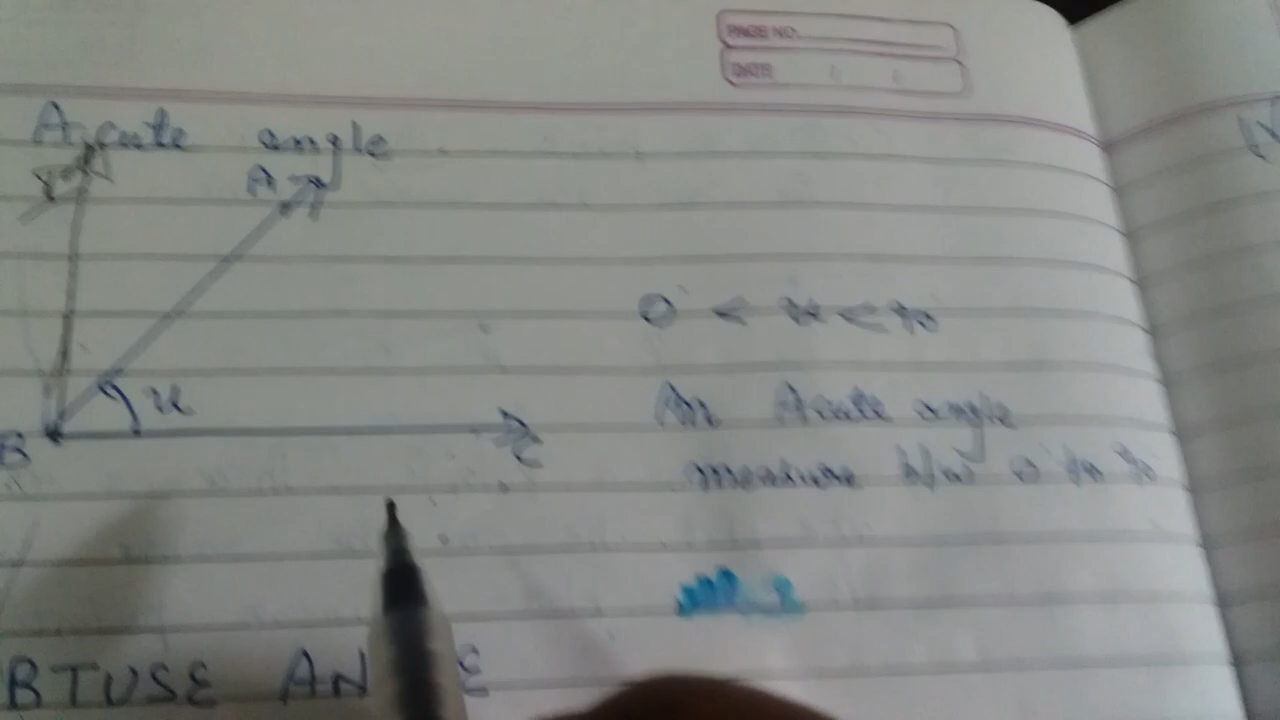 PAGE NO.
DATE
Acute angle
A
0 < x < 90
x
An Acute angle
B
C
measure b/w 0 to 90
BTUSE AN E